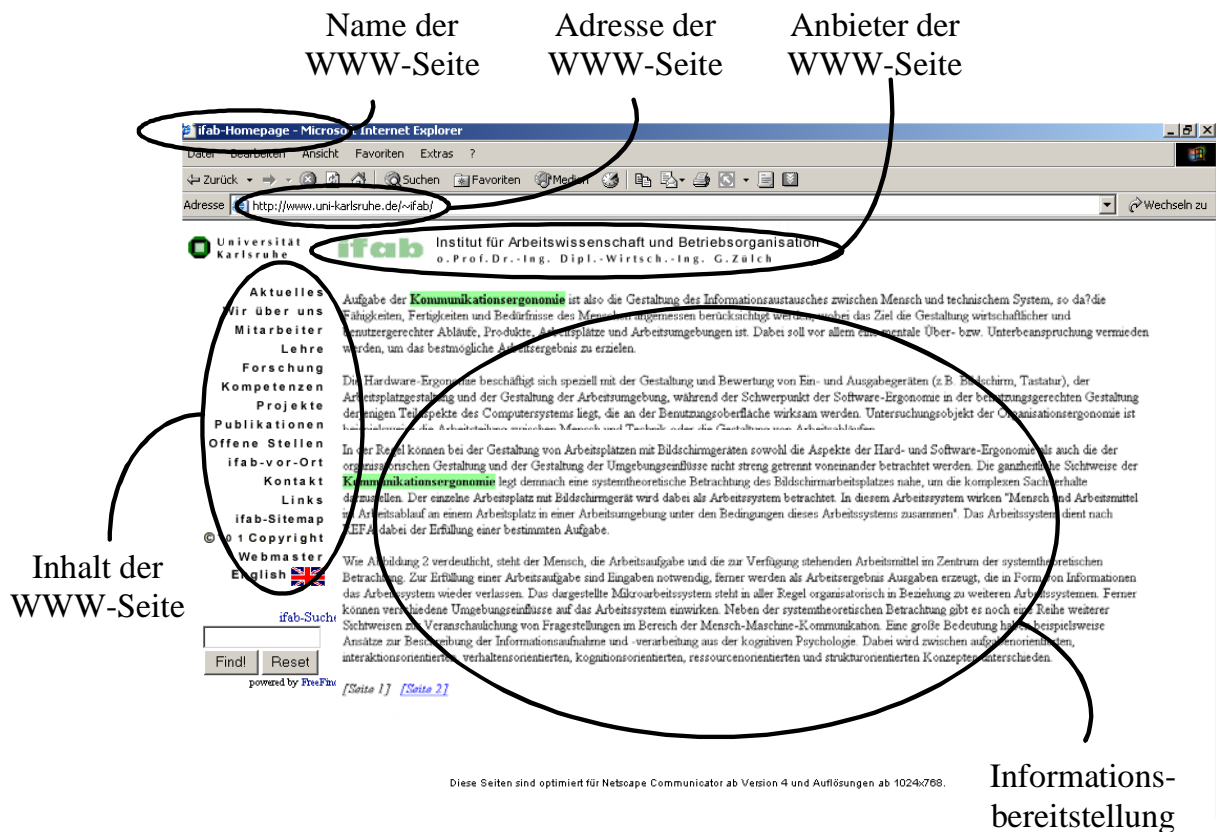 Name der
WWW-Seite
Adresse der
WWW-Seite
Anbieter der
WWW-Seite
ifab-Homepage - Microsoft Internet Explorer
Datei Bearbeiten Ansicht Favoriten Extras ?
Zurück Suchen Favoriten Medien
Adresse http://www.uni-karlsruhe.de/~ifab/ Wechseln zu
Universität
Karlsruhe
ifab
Institut für Arbeitswissenschaft und Betriebsorganisation
o.Prof.Dr.-Ing. Dipl.-Wirtsch.-Ing. G.Zülch
Aktuelles
Wir über uns
Mitarbeiter
Lehre
Forschung
Kompetenzen
Projekte
Publikationen
Offene Stellen
ifab-vor-Ort
Kontakt
Links
ifab-Sitemap
Copyright
Webmaster
English
ifab-Suche
Find! Reset
powered by FreeFind
Aufgabe der Kommunikationsergonomie ist also die Gestaltung des Informationsaustausches zwischen Mensch und technischem System, so da?die
Fähigkeiten, Fertigkeiten und Bedürfnisse des Menschen angemessen berücksichtigt werden, wobei das Ziel die Gestaltung wirtschaftlicher und
benutzergerechter Abläufe, Produkte, Arbeitsplätze und Arbeitsumgebungen ist. Dabei soll vor allem eine mentale Über- bzw. Unterbeanspruchung vermieden
werden, um das bestmögliche Arbeitsergebnis zu erzielen.
Die Hardware-Ergonomie beschäftigt sich speziell mit der Gestaltung und Bewertung von Ein- und Ausgabegeräten (z.B. Bildschirm, Tastatur), der
Arbeitsplatzgestaltung und der Gestaltung der Arbeitsumgebung, während der Schwerpunkt der Software-Ergonomie in der benutzungsgerechten Gestaltung
derjenigen Teilaspekte des Computersystems liegt, die an der Benutzungsoberfläche wirksam werden. Untersuchungsobjekt der Organisationsergonomie ist
beispielsweise die Arbeitsteilung zwischen Mensch und Technik oder die Gestaltung von Arbeitsabläufen.
In der Regel können bei der Gestaltung von Arbeitsplätzen mit Bildschirmgeräten sowohl die Aspekte der Hard- und Software-Ergonomie als auch die der
organisatorischen Gestaltung und der Gestaltung der Umgebungseinflüsse nicht streng getrennt voneinander betrachtet werden. Die ganzheitliche Sichtweise der
Kommunikationsergonomie legt demnach eine systemtheoretische Betrachtung des Bildschirmarbeitsplatzes nahe, um die komplexen Sachverhalte
darzustellen. Der einzelne Arbeitsplatz mit Bildschirmgerät wird dabei als Arbeitssystem betrachtet. In diesem Arbeitssystem wirken "Mensch und Arbeitsmittel
im Arbeitsablauf an einem Arbeitsplatz in einer Arbeitsumgebung unter den Bedingungen dieses Arbeitssystems zusammen". Das Arbeitssystem dient nach
REFA dabei der Erfüllung einer bestimmten Aufgabe.
Wie Abbildung 2 verdeutlicht, steht der Mensch, die Arbeitsaufgabe und die zur Verfügung stehenden Arbeitsmittel im Zentrum der systemtheoretischen
Betrachtung. Zur Erfüllung einer Arbeitsaufgabe sind Eingaben notwendig, ferner werden als Arbeitsergebnis Ausgaben erzeugt, die in Form von Informationen
das Arbeitssystem wieder verlassen. Das dargestellte Mikroarbeitssystem steht in aller Regel organisatorisch in Beziehung zu weiteren Arbeitssystemen. Ferner
können verschiedene Umgebungseinflüsse auf das Arbeitssystem einwirken. Neben der systemtheoretischen Betrachtung gibt es noch eine Reihe weiterer
Sichtweisen zur Veranschaulichung von Fragestellungen im Bereich der Mensch-Maschine-Kommunikation. Eine große Bedeutung haben beispielsweise
Ansätze zur Beschreibung der Informationsaufnahme und -verarbeitung aus der kognitiven Psychologie. Dabei wird zwischen aufgabenorientierten,
interaktionsorientierten, verhaltensorientierten, kognitionsorientierten, ressourcenorientierten und strukturorientierten Konzepten unterschieden.
[Seite 1] [Seite 2]
Diese Seiten sind optimiert für Netscape Communicator ab Version 4 und Auflösungen ab 1024x768.
Inhalt der
WWW-Seite
Informations-
bereitstellung